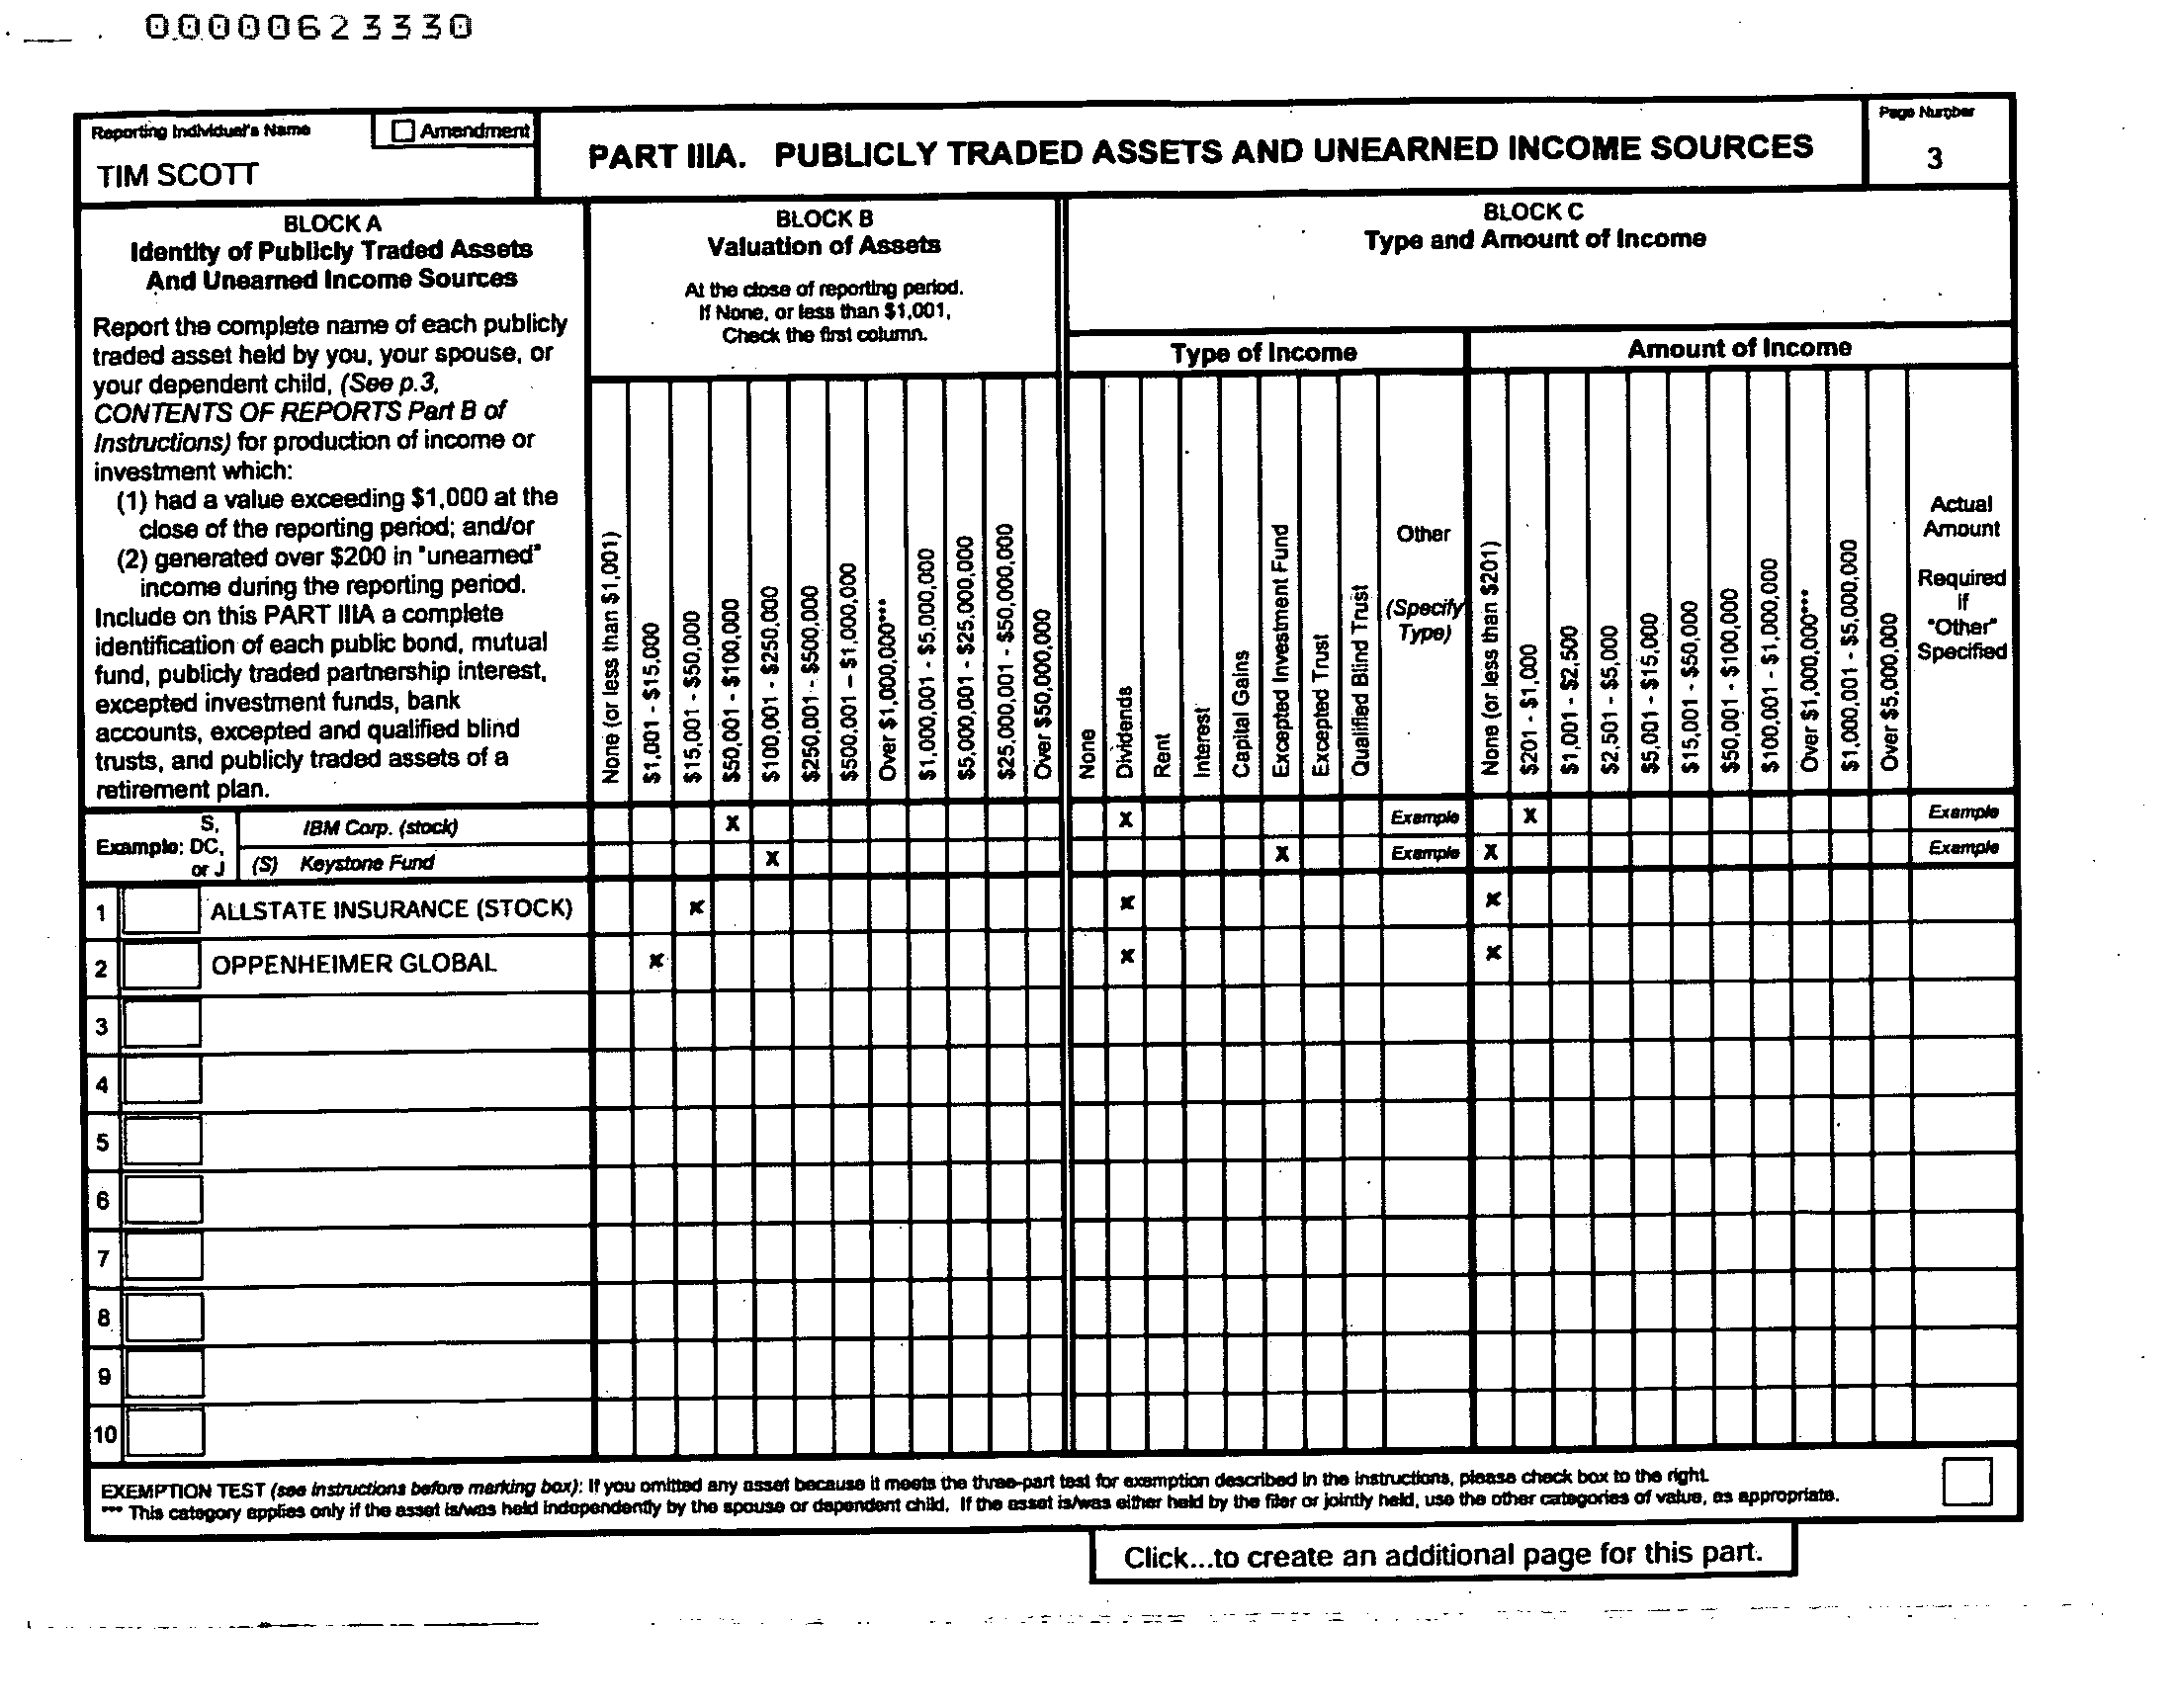 00000623330
Reporting Individual's Name
Amendment
TIM SCOTT
PART IIIA. PUBLICLY TRADED ASSETS AND UNEARNED INCOME SOURCES
Page Number
3
BLOCK A
Identity of Publicly Traded Assets
And Unearned Income Sources
Report the complete name of each publicly
traded asset held by you, your spouse, or
your dependent child, (See p.3,
CONTENTS OF REPORTS Part B of
Instructions) for production of income or
investment which:
(1) had a value exceeding $1,000 at the
close of the reporting period; and/or
(2) generated over $200 in "unearned"
income during the reporting period.
Include on this PART IIIA a complete
identification of each public bond, mutual
fund, publicly traded partnership interest,
excepted investment funds, bank
accounts, excepted and qualified blind
trusts, and publicly traded assets of a
retirement plan.
BLOCK B
Valuation of Assets
At the close of reporting period.
If None, or less than $1,001,
Check the first column.
None (or less than $1,001)
$1,001 - $15,000
$15,001 - $50,000
$50,001 - $100,000
$100,001 - $250,000
$250,001 - $500,000
$500,001 – $1,000,000
Over $1,000,000***
$1,000,001 - $5,000,000
$5,000,001 - $25,000,000
$25,000,001 - $50,000,000
Over $50,000,000
BLOCK C
Type and Amount of Income
Type of Income
None
Dividends
Rent
Interest
Capital Gains
Excepted Investment Fund
Excepted Trust
Qualified Blind Trust
Other
(Specify
Type)
Amount of Income
None (or less than $201)
$201 - $1,000
$1,001 - $2,500
$2,501 - $5,000
$5,001 - $15,000
$15,001 - $50,000
$50,001 - $100,000
$100,001 - $1,000,000
Over $1,000,000***
$1,000,001 - $5,000,000
Over $5,000,000
Actual
Amount
Required
if
"Other"
Specified
Example:
S,
DC,
or J
IBM Corp. (stock) X X Example X Example
(S) Keystone Fund X X Example X Example
1 ALLSTATE INSURANCE (STOCK) X X X
2 OPPENHEIMER GLOBAL X X X
3
4
5
6
7
8
9
10
EXEMPTION TEST (see instructions before marking box): If you omitted any asset because it meets the three-part test for exemption described in the instructions, please check box to the right.
*** This category applies only if the asset is/was held independently by the spouse or dependent child. If the asset is/was either held by the filer or jointly held, use the other categories of value, as appropriate.
Click...to create an additional page for this part.